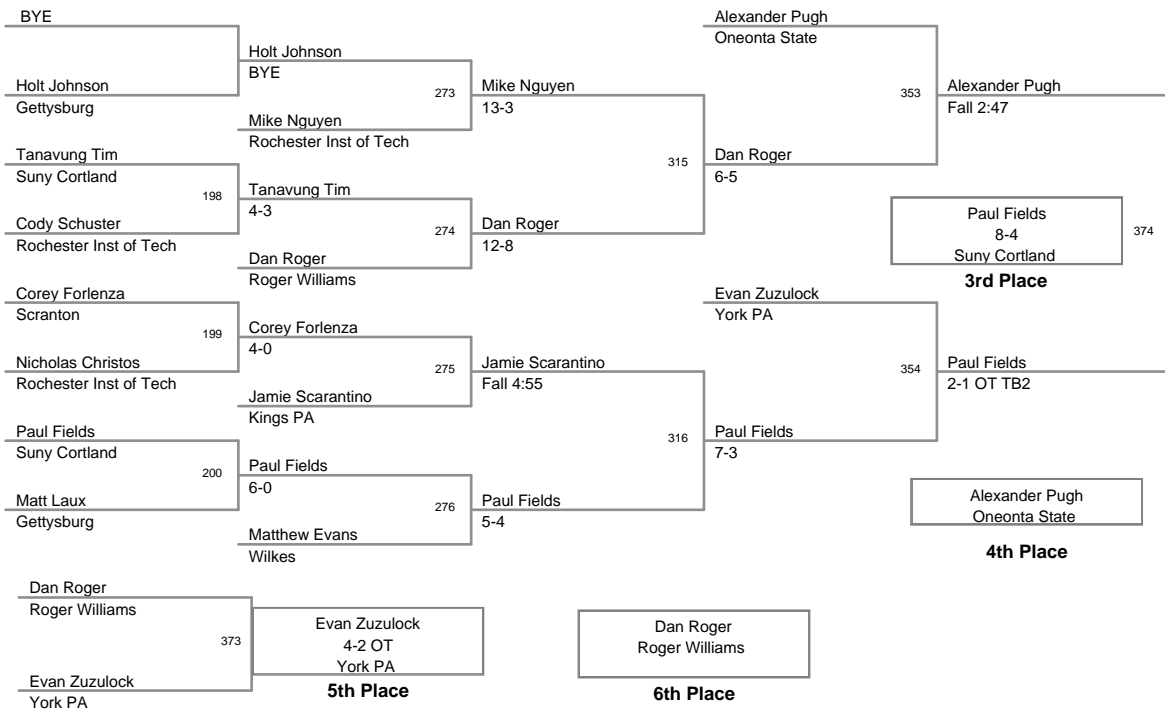 BYE
Holt Johnson
Gettysburg
Tanavung Tim
Suny Cortland
198
Cody Schuster
Rochester Inst of Tech
Corey Forlenza
Scranton
199
Nicholas Christos
Rochester Inst of Tech
Paul Fields
Suny Cortland
200
Matt Laux
Gettysburg
Holt Johnson
BYE
273
Mike Nguyen
Rochester Inst of Tech
Tanavung Tim
4-3
274
Dan Roger
Roger Williams
Corey Forlenza
4-0
275
Jamie Scarantino
Kings PA
Paul Fields
6-0
276
Matthew Evans
Wilkes
Mike Nguyen
13-3
315
Dan Roger
12-8
Jamie Scarantino
Fall 4:55
316
Paul Fields
5-4
Alexander Pugh
Oneonta State
353
Dan Roger
6-5
Evan Zuzulock
York PA
354
Paul Fields
7-3
Alexander Pugh
Fall 2:47
Paul Fields
8-4
Suny Cortland
374
3rd Place
Paul Fields
2-1 OT TB2
Alexander Pugh
Oneonta State
4th Place
Dan Roger
Roger Williams
373
Evan Zuzulock
York PA
Evan Zuzulock
4-2 OT
York PA
5th Place
Dan Roger
Roger Williams
6th Place